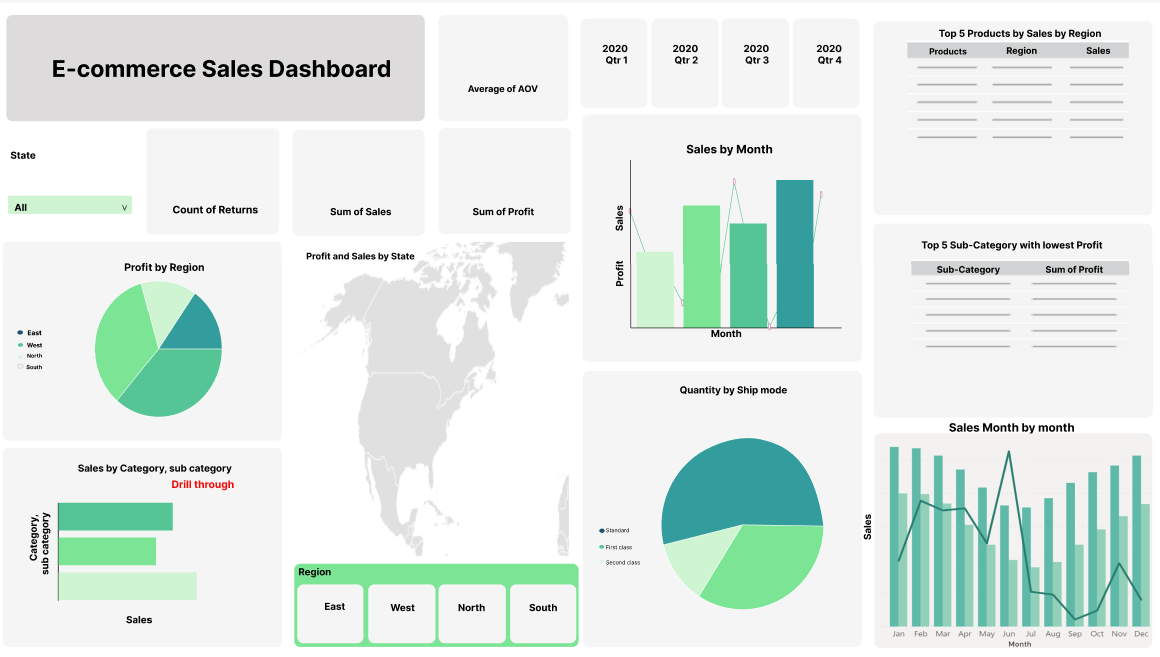 E-commerce Sales Dashboard
Average of AOV
2020
Qtr 1
2020
Qtr 2
2020
Qtr 3
2020
Qtr 4
Top 5 Products by Sales by Region
Products Region Sales
State
All v
Count of Returns
Sum of Sales
Sum of Profit
Sales by Month
Sales
Profit
Month
Top 5 Sub-Category with lowest Profit
Sub-Category Sum of Profit
Profit by Region
East
West
North
South
Profit and Sales by State
Quantity by Ship mode
Standard
First class
Second class
Sales Month by month
Sales
Jan Feb Mar Apr May Jun Jul Aug Sep Oct Nov Dec
Month
Sales by Category, sub category
Drill through
Category,
sub category
Sales
Region
East West North South